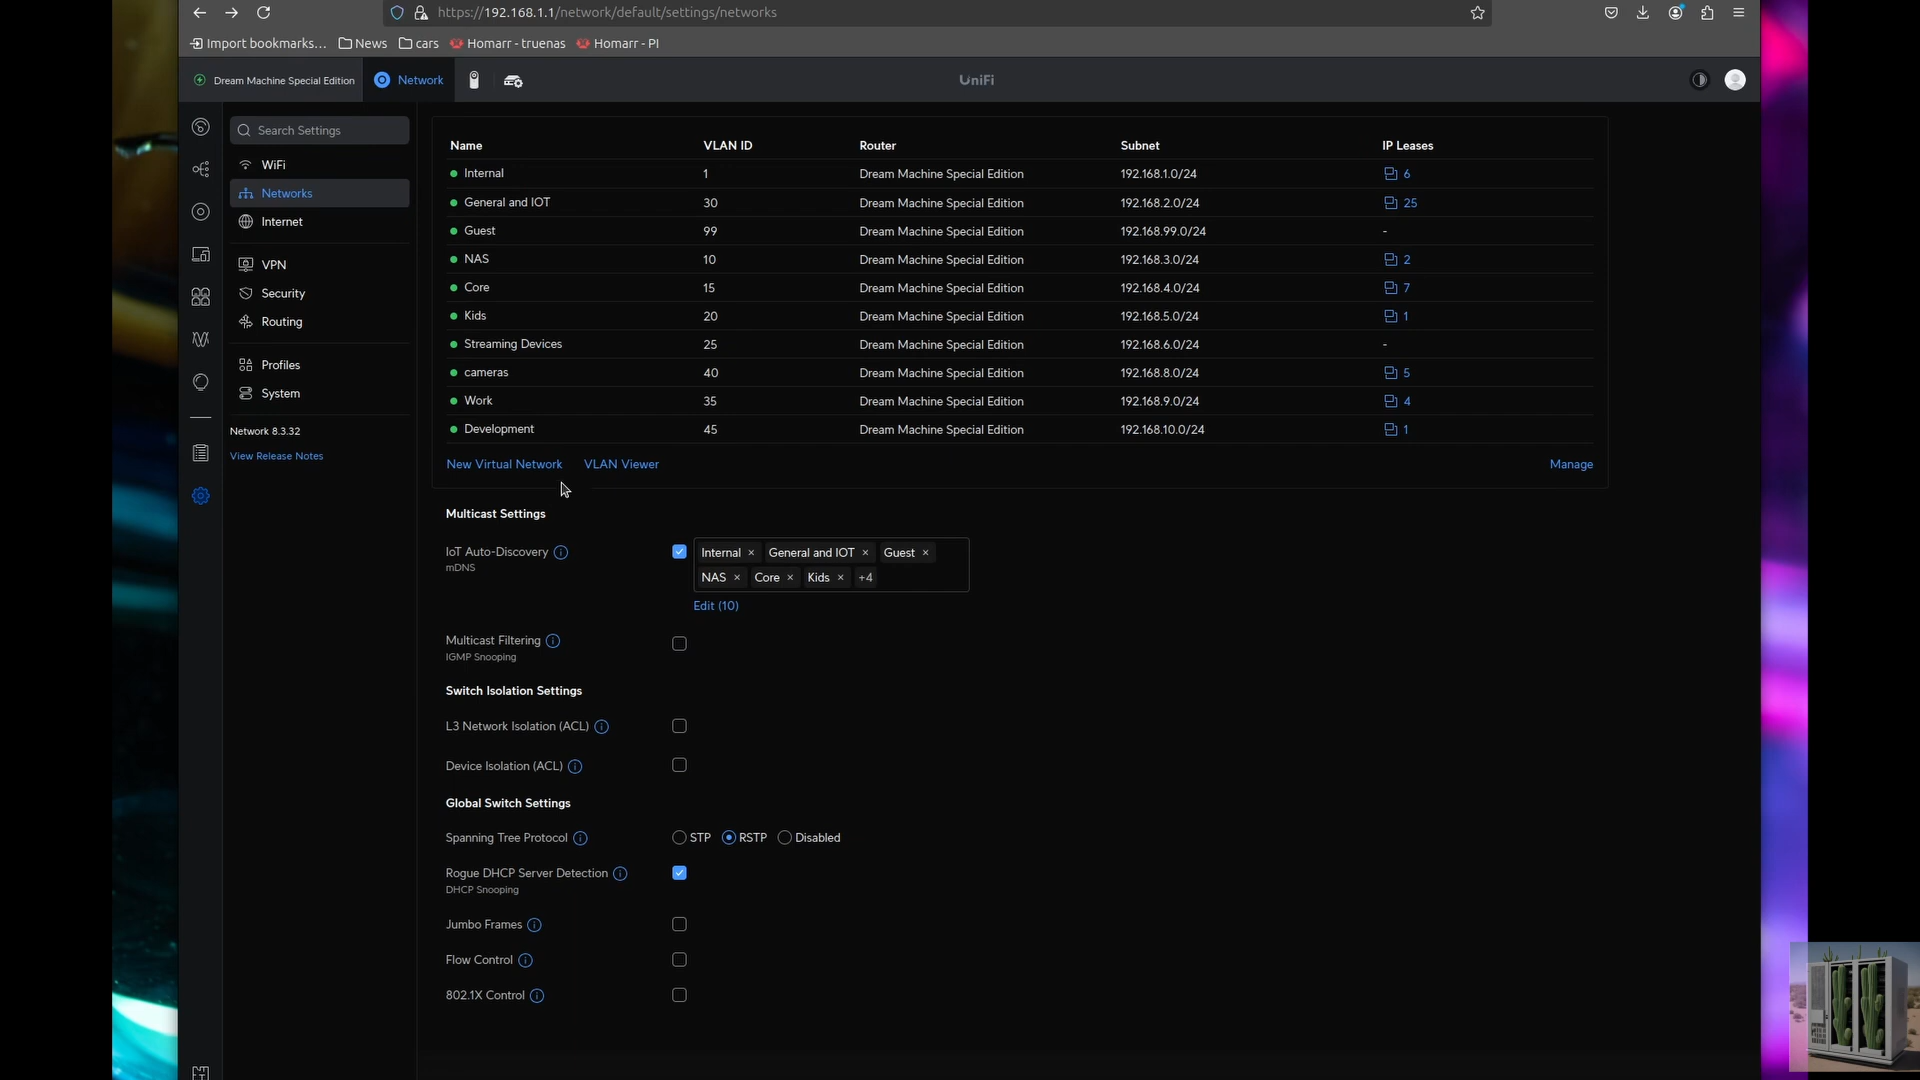 https://192.168.1.1/network/default/settings/networks
Import bookmarks... News cars Homarr - truenas Homarr - PI
Dream Machine Special Edition Network UniFi
Search Settings
WiFi
Networks
Internet
VPN
Security
Routing
Profiles
System
Network 8.3.32
View Release Notes
Name VLAN ID Router Subnet IP Leases
Internal 1 Dream Machine Special Edition 192.168.1.0/24 6
General and IOT 30 Dream Machine Special Edition 192.168.2.0/24 25
Guest 99 Dream Machine Special Edition 192.168.99.0/24 -
NAS 10 Dream Machine Special Edition 192.168.3.0/24 2
Core 15 Dream Machine Special Edition 192.168.4.0/24 7
Kids 20 Dream Machine Special Edition 192.168.5.0/24 1
Streaming Devices 25 Dream Machine Special Edition 192.168.6.0/24 -
cameras 40 Dream Machine Special Edition 192.168.8.0/24 5
Work 35 Dream Machine Special Edition 192.168.9.0/24 4
Development 45 Dream Machine Special Edition 192.168.10.0/24 1
New Virtual Network VLAN Viewer Manage
Multicast Settings
IoT Auto-Discovery
mDNS
Internal × General and IOT × Guest ×
NAS × Core × Kids × +4
Edit (10)
Multicast Filtering
IGMP Snooping
Switch Isolation Settings
L3 Network Isolation (ACL)
Device Isolation (ACL)
Global Switch Settings
Spanning Tree Protocol STP RSTP Disabled
Rogue DHCP Server Detection
DHCP Snooping
Jumbo Frames
Flow Control
802.1X Control